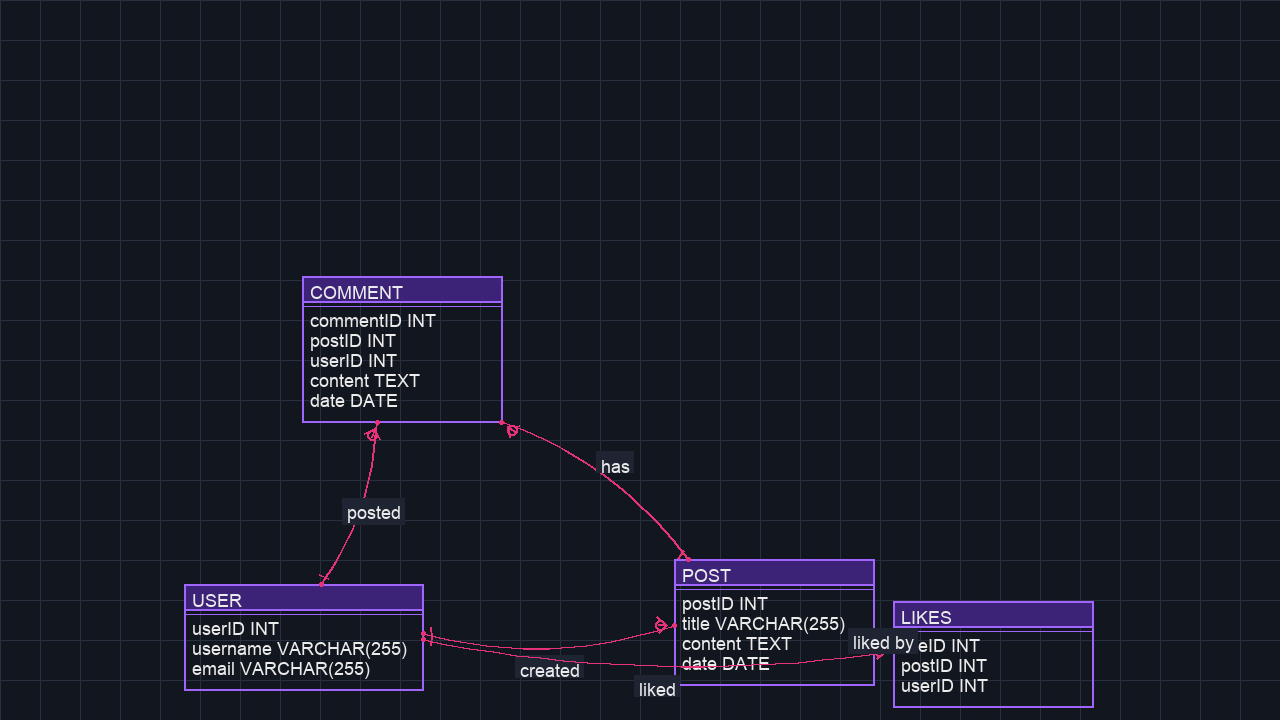 COMMENT
commentID INT
postID INT
userID INT
content TEXT
date DATE
has
posted
USER
userID INT
username VARCHAR(255)
email VARCHAR(255)
created
liked
POST
postID INT
title VARCHAR(255)
content TEXT
date DATE
liked by
LIKES
eID INT
postID INT
userID INT